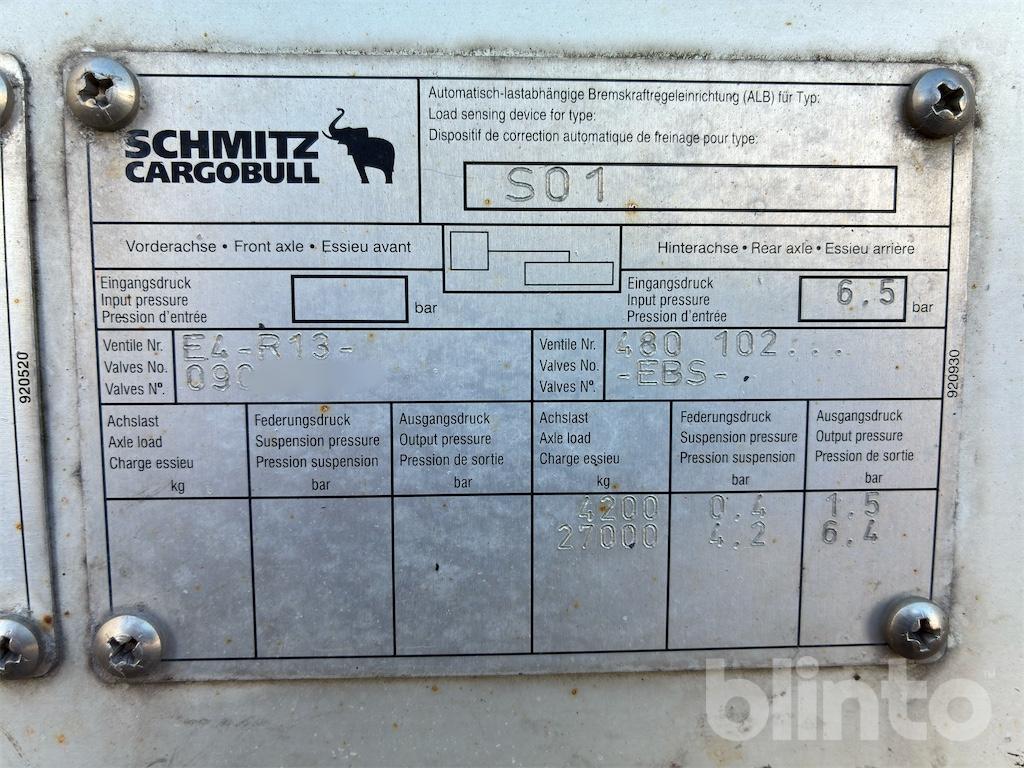 SCHMITZ
CARGOBULL
Automatisch-lastabhängige Bremskraftregeleinrichtung (ALB) für Typ:
Load sensing device for type:
Dispositif de correction automatique de freinage pour type:
S01
Vorderachse • Front axle • Essieu avant
Hinterachse • Rear axle • Essieu arrière
Eingangsdruck
Input pressure
Pression d'entrée
bar
Eingangsdruck
Input pressure
Pression d'entrée
6.5
bar
Ventile Nr.
Valves No.
Valves N°.
E4-R13-
090
Ventile Nr.
Valves No.
Valves N°.
480 102...
-EBS-
Achslast
Axle load
Charge essieu
kg
Federungsdruck
Suspension pressure
Pression suspension
bar
Ausgangsdruck
Output pressure
Pression de sortie
bar
Achslast
Axle load
Charge essieu
kg
Federungsdruck
Suspension pressure
Pression suspension
bar
Ausgangsdruck
Output pressure
Pression de sortie
bar
4200 0.4 1.5
27000 4.2 6.4
920520
920930
blinto™